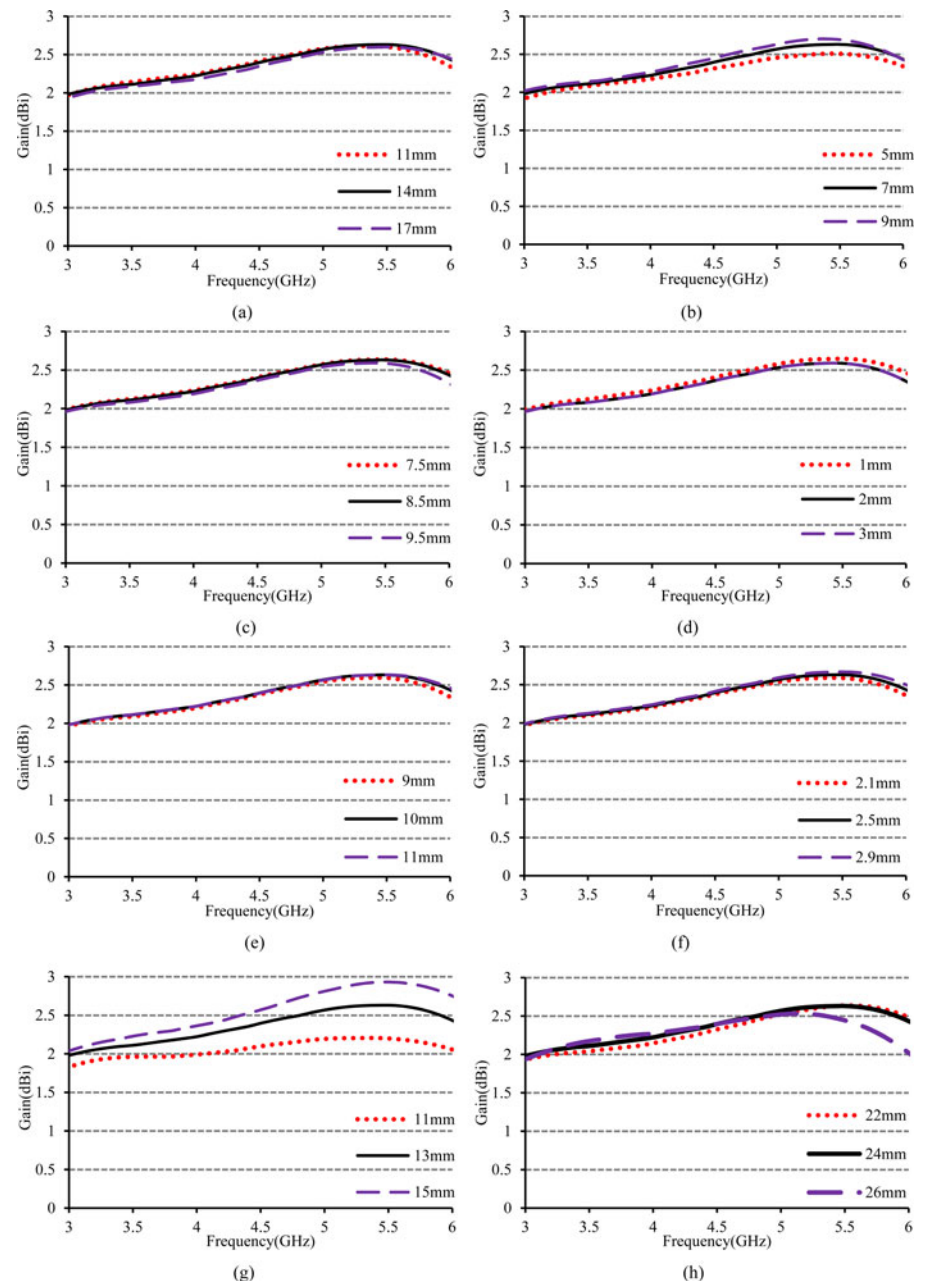 3
2.5
2
1.5
1
0.5
0
Gain(dBi)
11mm
14mm
17mm
3 3.5 4 4.5 5 5.5 6
Frequency(GHz)
(a)
3
2.5
2
1.5
1
0.5
0
Gain(dBi)
5mm
7mm
9mm
3 3.5 4 4.5 5 5.5 6
Frequency(GHz)
(b)
3
2.5
2
1.5
1
0.5
0
Gain(dBi)
7.5mm
8.5mm
9.5mm
3 3.5 4 4.5 5 5.5 6
Frequency(GHz)
(c)
3
2.5
2
1.5
1
0.5
0
Gain(dBi)
1mm
2mm
3mm
3 3.5 4 4.5 5 5.5 6
Frequency(GHz)
(d)
3
2.5
2
1.5
1
0.5
0
Gain(dBi)
9mm
10mm
11mm
3 3.5 4 4.5 5 5.5 6
Frequency(GHz)
(e)
3
2.5
2
1.5
1
0.5
0
Gain(dBi)
2.1mm
2.5mm
2.9mm
3 3.5 4 4.5 5 5.5 6
Frequency(GHz)
(f)
3
2.5
2
1.5
1
0.5
0
Gain(dBi)
11mm
13mm
15mm
3 3.5 4 4.5 5 5.5 6
Frequency(GHz)
(g)
3
2.5
2
1.5
1
0.5
0
Gain(dBi)
22mm
24mm
26mm
3 3.5 4 4.5 5 5.5 6
Frequency(GHz)
(h)